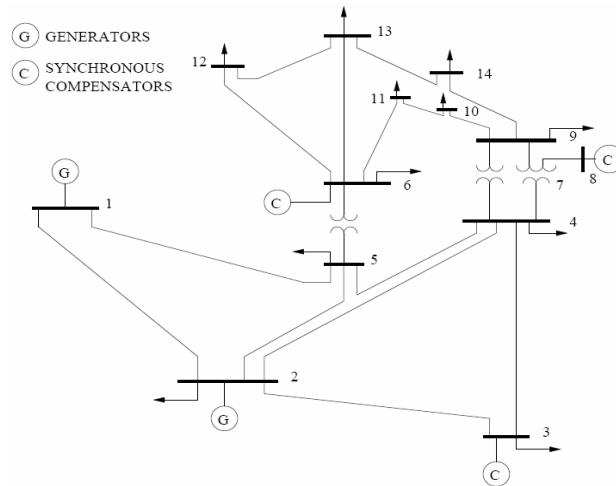 G GENERATORS
C SYNCHRONOUS
COMPENSATORS
13
12
14
11
10
9
C
8
7
G
6
C
1
4
5
2
G
3
C